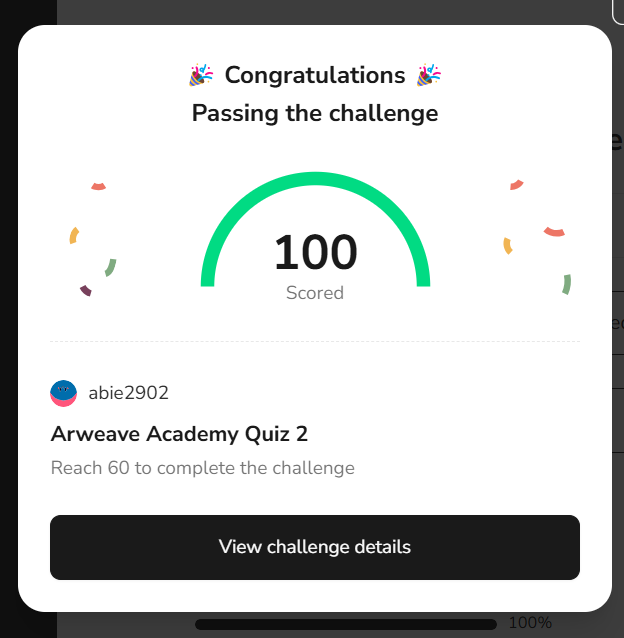 🎉 Congratulations 🎉
Passing the challenge
100
Scored
abie2902
Arweave Academy Quiz 2
Reach 60 to complete the challenge
View challenge details
100%